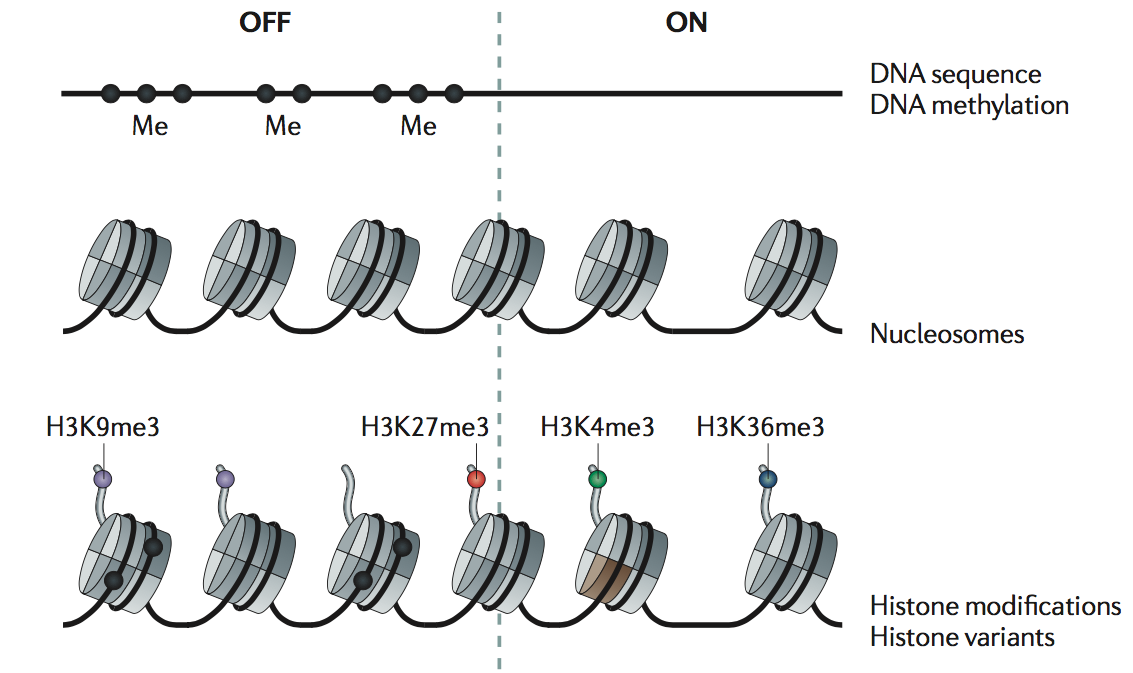 OFF
ON
DNA sequence
DNA methylation
Me
Me
Me
Nucleosomes
H3K9me3
H3K27me3
H3K4me3
H3K36me3
Histone modifications
Histone variants